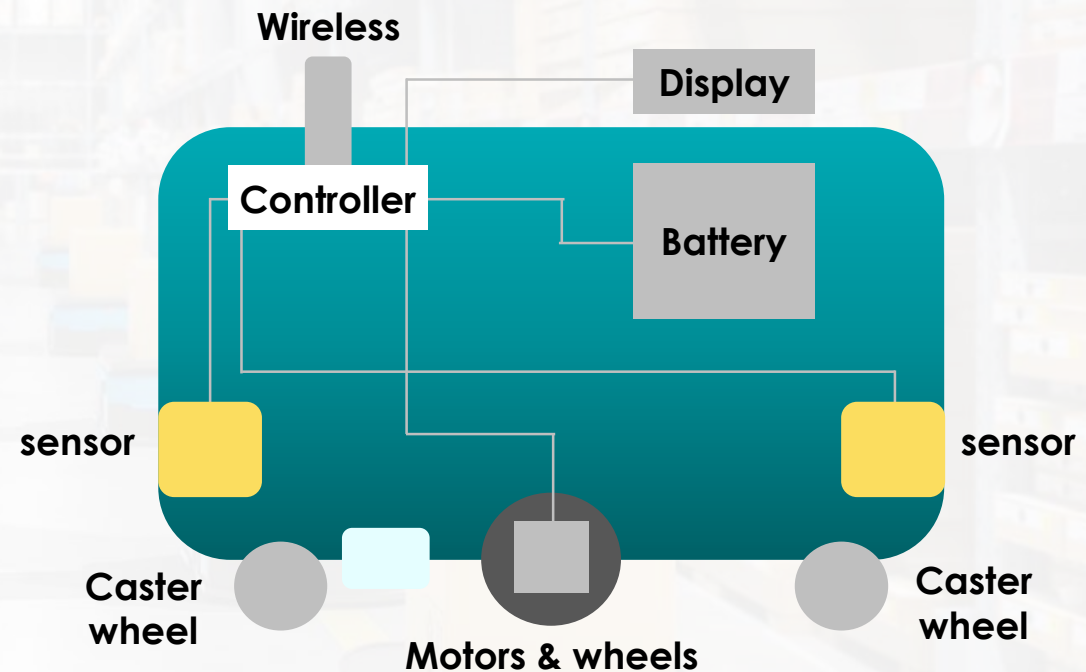 Wireless
Display
Controller
Battery
sensor
sensor
Caster
wheel
Motors & wheels
Caster
wheel